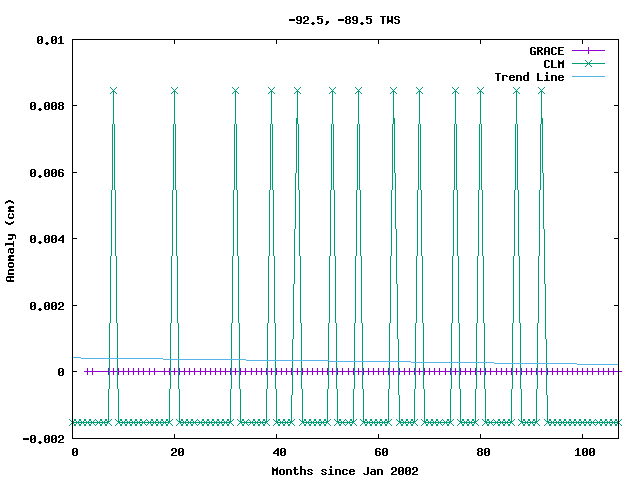 -92.5, -89.5 TWS
0.01
GRACE
CLM
Trend Line
0.008
0.006
0.004
0.002
0
-0.002
Anomaly (cm)
0 20 40 60 80 100
Months since Jan 2002